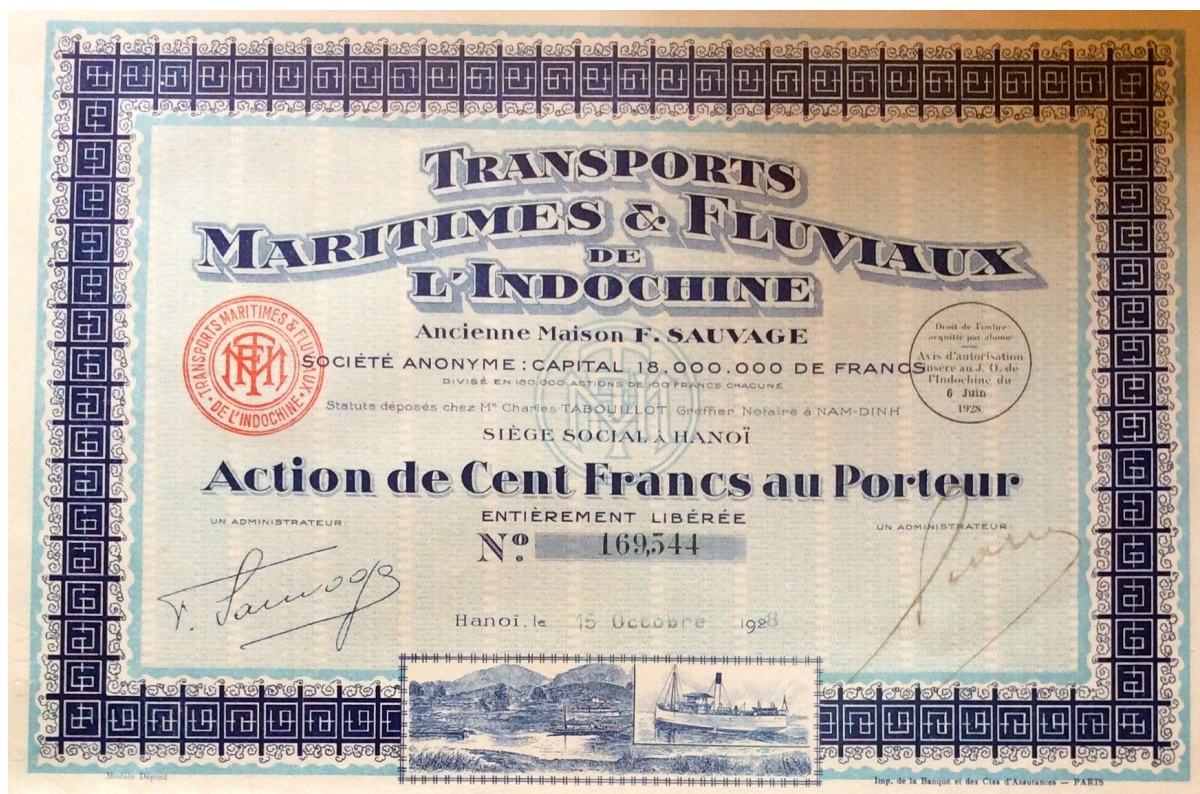 TRANSPORTS
MARITIMES & FLUVIAUX
DE
L'INDOCHINE
Ancienne Maison F. SAUVAGE
TRANSPORTS MARITIMES & FLUVIAUX
• DE L'INDOCHINE •
SOCIÉTÉ ANONYME : CAPITAL 18.000.000 DE FRANCS
DIVISÉ EN 180.000 ACTIONS DE 100 FRANCS CHACUNE
Statuts déposés chez Me Charles TABOUILLOT, Greffier Notaire à NAM-DINH
SIÈGE SOCIAL À HANOÏ
Droit de Timbre
acquitté par abonnt
Avis d'autorisation
inséré au J. O. de
l'Indochine du
6 Juin
1928
Action de Cent Francs au Porteur
ENTIÈREMENT LIBÉRÉE
UN ADMINISTRATEUR:
UN ADMINISTRATEUR:
No. 169,544
F. Sauvage
Hanoï, le 15 Octobre 1928
Modèle Déposé
Imp. de la Banque et des Cies d'Assurances — PARIS